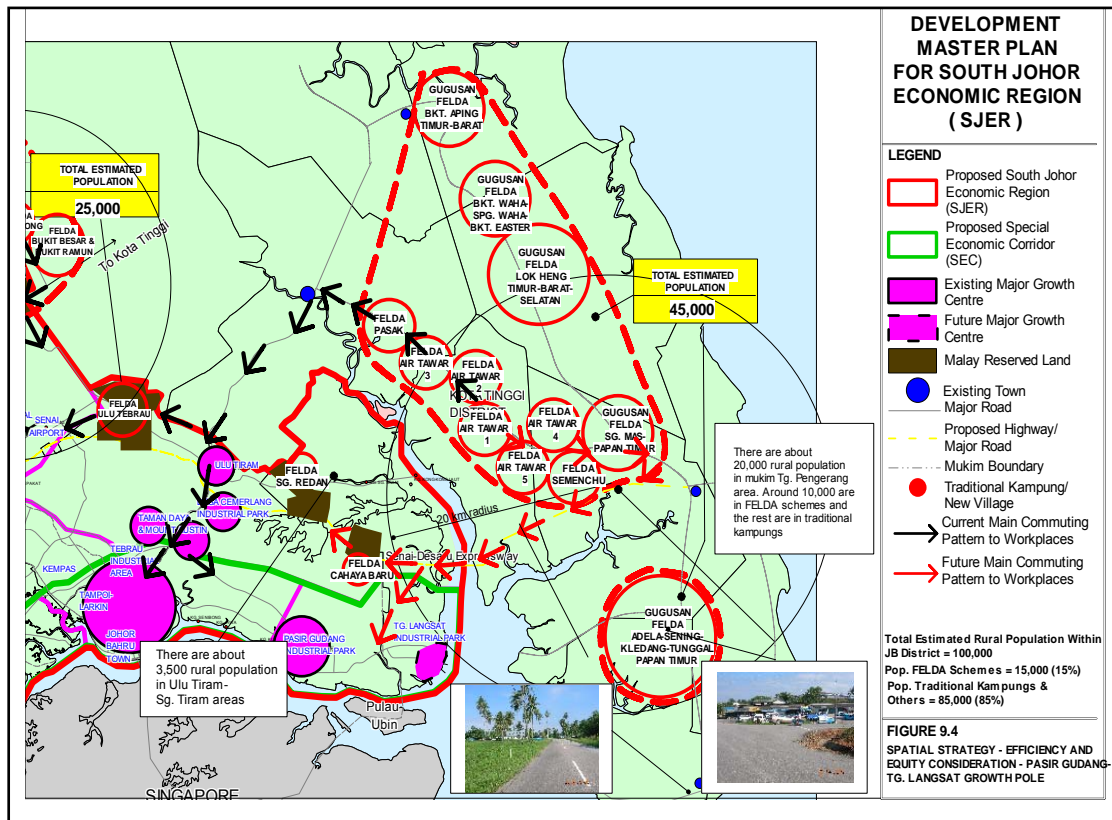 DEVELOPMENT
MASTER PLAN
FOR SOUTH JOHOR
ECONOMIC REGION
( SJER )
LEGEND
Proposed South Johor
Economic Region
(SJER)
Proposed Special
Economic Corridor
(SEC)
Existing Major Growth
Centre
Future Major Growth
Centre
Malay Reserved Land
Existing Town
Major Road
Proposed Highway/
Major Road
Mukim Boundary
Traditional Kampung/
New Village
Current Main Commuting
Pattern to Workplaces
Future Main Commuting
Pattern to Workplaces
Total Estimated Rural Population Within
JB District = 100,000
Pop. FELDA Schemes = 15,000 (15%)
Pop. Traditional Kampungs &
Others = 85,000 (85%)
FIGURE 9.4
SPATIAL STRATEGY - EFFICIENCY AND
EQUITY CONSIDERATION - PASIR GUDANG-
TG. LANGSAT GROWTH POLE
GUGUSAN
FELDA
BKT. APING
TIMUR-BARAT
TOTAL ESTIMATED
POPULATION
25,000
GUGUSAN
FELDA
BKT. WAHA-
SPG. WAHA-
BKT. EASTER
FELDA
BUKIT BESAR &
BUKIT RAMUN
To Kota Tinggi
GUGUSAN
FELDA
LOK HENG
TIMUR-BARAT-
SELATAN
TOTAL ESTIMATED
POPULATION
45,000
FELDA
PASAK
FELDA
AIR TAWAR
3
FELDA
AIR TAWAR
2
KOTA TINGGI
DISTRICT
FELDA
AIR TAWAR
1
FELDA
AIR TAWAR
4
GUGUSAN
FELDA
SG. MAS-
PAPAN TIMUR
FELDA
AIR TAWAR
5
FELDA
SEMENCHU
FELDA
ULU TEBRAU
SENAI
AIRPORT
ULU TIRAM
FELDA
SG. REDAN
There are about
20,000 rural population
in mukim Tg. Pengerang
area. Around 10,000 are
in FELDA schemes and
the rest are in traditional
kampungs
CEMERLANG
INDUSTRIAL PARK
TAMAN DAYA
& MOUNT AUSTIN
20 km radius
TEBRAU
INDUSTRIAL
AREA
KEMPAS
Senai-Desaru Expressway
FELDA
CAHAYA BARU
TAMPOI-
LARKIN
JOHOR
BAHRU
TOWN
PASIR GUDANG
INDUSTRIAL PARK
TG. LANGSAT
INDUSTRIAL PARK
GUGUSAN
FELDA
ADELA-SENING-
KLEDANG-TUNGGAL
PAPAN TIMUR
There are about
3,500 rural population
in Ulu Tiram-
Sg. Tiram areas
Pulau
Ubin
SINGAPORE